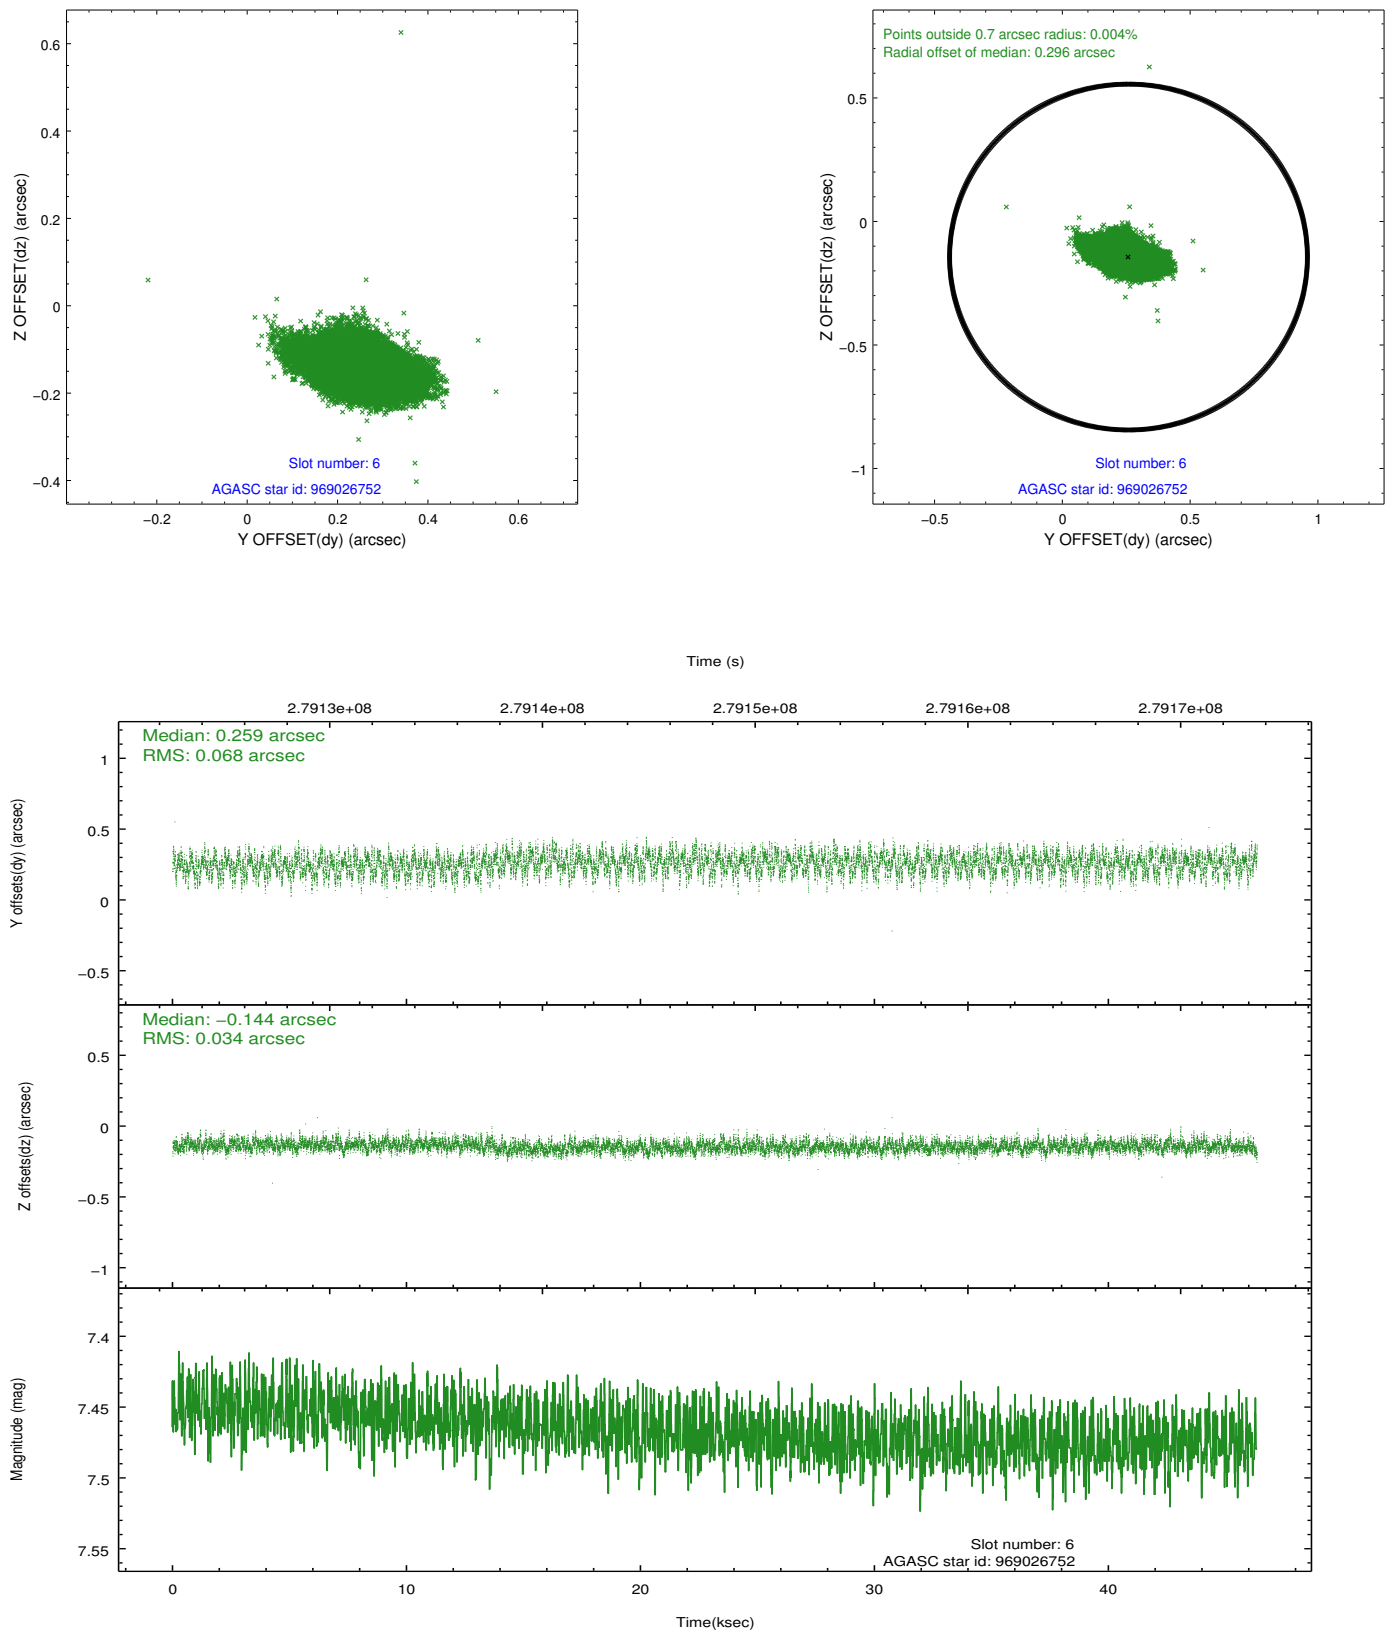 0.6
0.4
0.2
0
−0.2
−0.4
Z OFFSET(dz) (arcsec)
Slot number: 6
AGASC star id: 969026752
−0.2 0 0.2 0.4 0.6
Y OFFSET(dy) (arcsec)
Points outside 0.7 arcsec radius: 0.004%
Radial offset of median: 0.296 arcsec
0.5
0
−0.5
−1
Z OFFSET(dz) (arcsec)
Slot number: 6
AGASC star id: 969026752
−0.5 0 0.5 1
Y OFFSET(dy) (arcsec)
Time (s)
2.7913e+08 2.7914e+08 2.7915e+08 2.7916e+08 2.7917e+08
Median: 0.259 arcsec
RMS: 0.068 arcsec
1
0.5
0
−0.5
Y offsets(dy) (arcsec)
Median: −0.144 arcsec
RMS: 0.034 arcsec
0.5
0
−0.5
−1
Z offsets(dz) (arcsec)
7.4
7.45
7.5
7.55
Magnitude (mag)
Slot number: 6
AGASC star id: 969026752
0 10 20 30 40
Time(ksec)